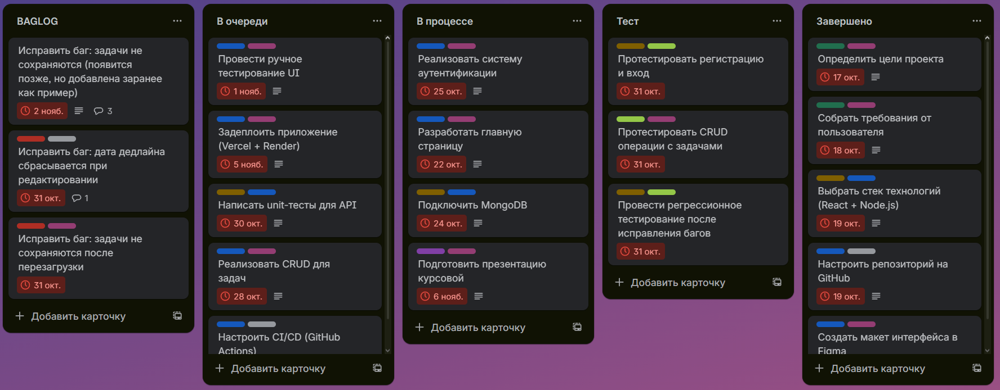 BAGLOG
Исправить баг: задачи не
сохраняются (появится
позже, но добавлена заранее
как пример)
2 нояб.
3
Исправить баг: дата дедлайна
сбрасывается при
редактировании
31 окт.
1
Исправить баг: задачи не
сохраняются после
перезагрузки
31 окт.
Добавить карточку
В очереди
Провести ручное
тестирование UI
1 нояб.
Задеплоить приложение
(Vercel + Render)
5 нояб.
Написать unit-тесты для API
30 окт.
Реализовать CRUD для
задач
28 окт.
Настроить CI/CD (GitHub
Actions)
Добавить карточку
В процессе
Реализовать систему
аутентификации
25 окт.
Разработать главную
страницу
22 окт.
Подключить MongoDB
24 окт.
Подготовить презентацию
курсовой
6 нояб.
Добавить карточку
Тест
Протестировать регистрацию
и вход
31 окт.
Протестировать CRUD
операции с задачами
31 окт.
Провести регрессионное
тестирование после
исправления багов
31 окт.
Добавить карточку
Завершено
Определить цели проекта
17 окт.
Собрать требования от
пользователя
18 окт.
Выбрать стек технологий
(React + Node.js)
19 окт.
Настроить репозиторий на
GitHub
19 окт.
Создать макет интерфейса в
Figma
Добавить карточку